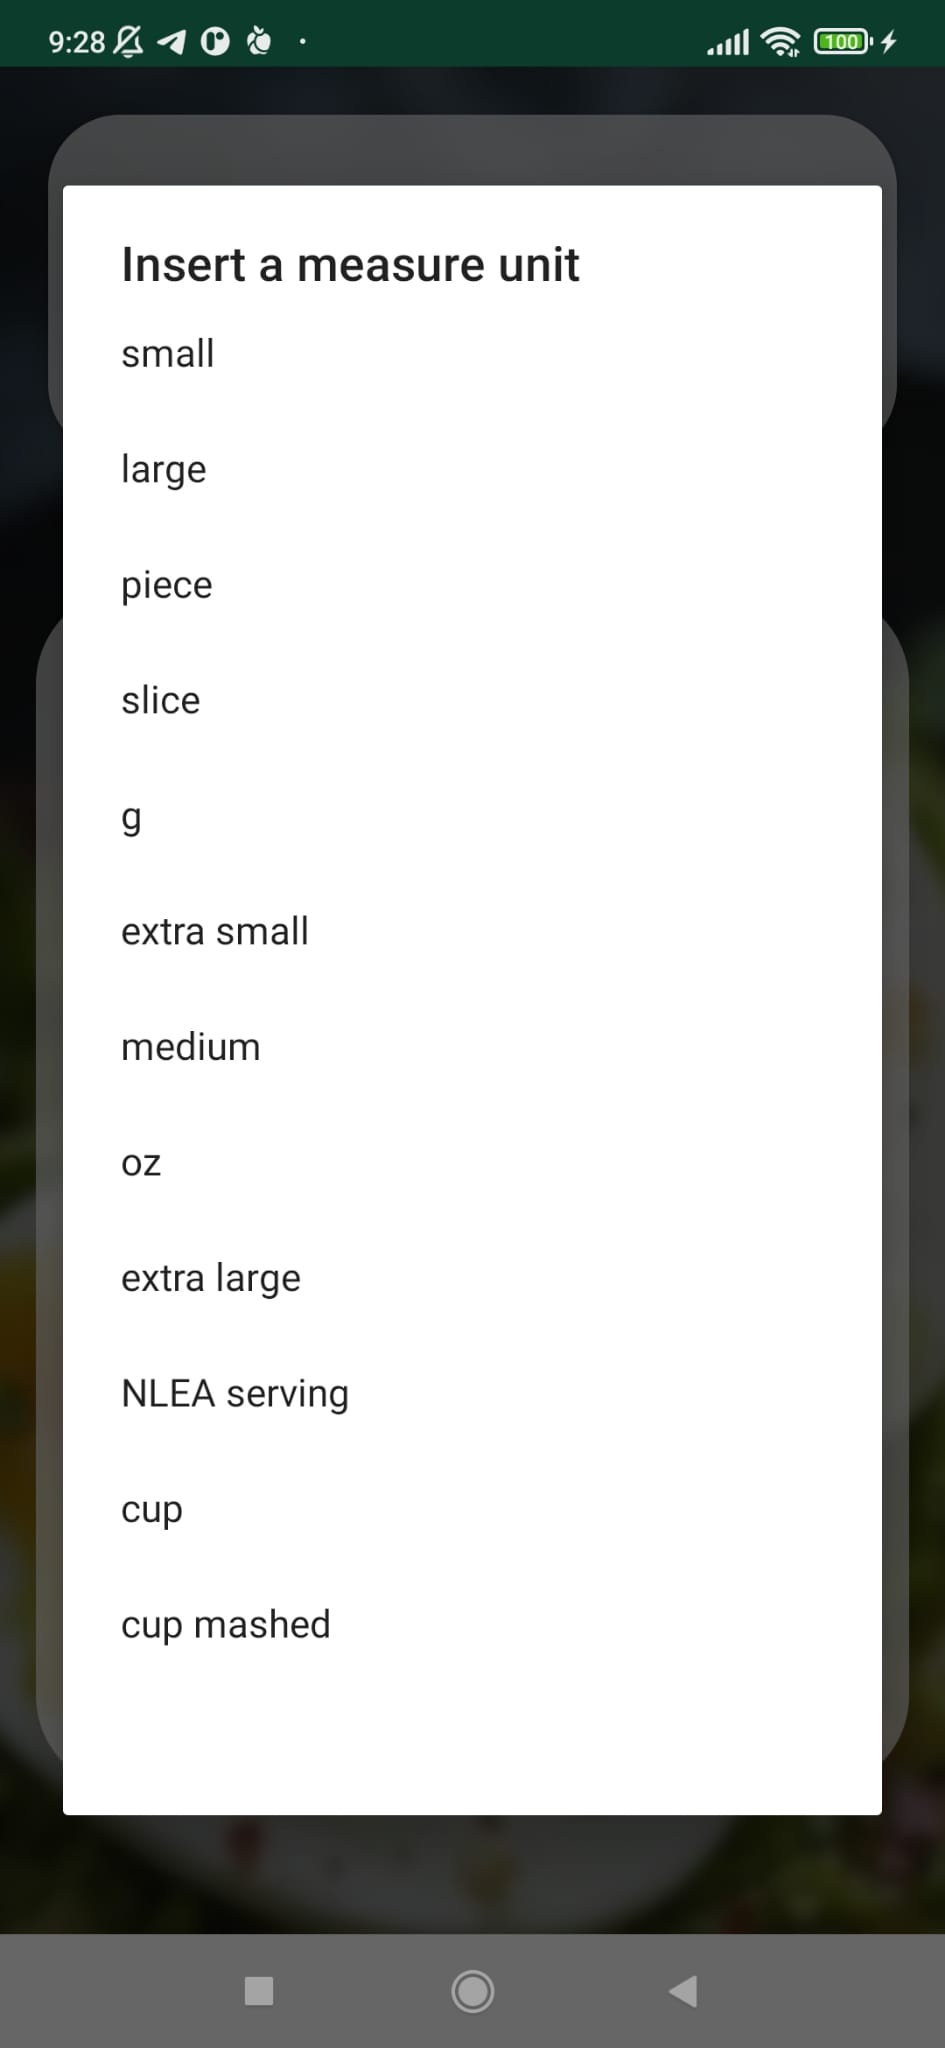 9:28
100
Insert a measure unit
small
large
piece
slice
g
extra small
medium
oz
extra large
NLEA serving
cup
cup mashed